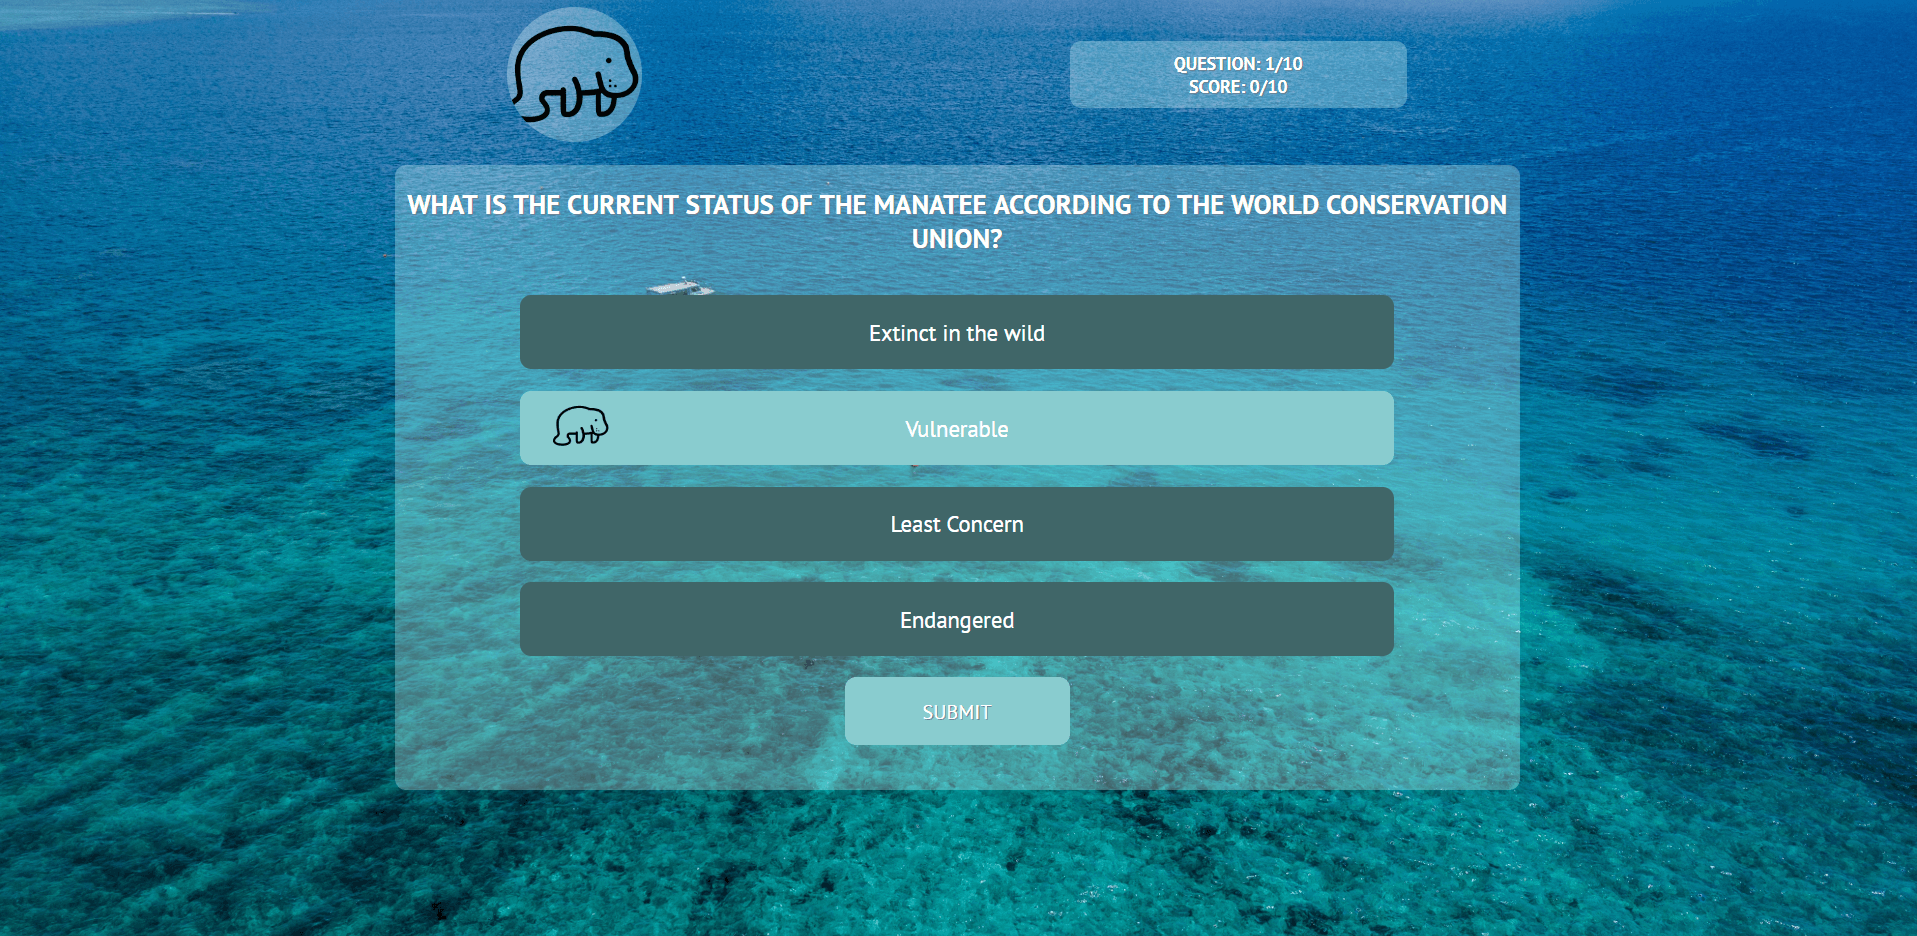 QUESTION: 1/10
SCORE: 0/10
WHAT IS THE CURRENT STATUS OF THE MANATEE ACCORDING TO THE WORLD CONSERVATION
UNION?
Extinct in the wild
Vulnerable
Least Concern
Endangered
SUBMIT